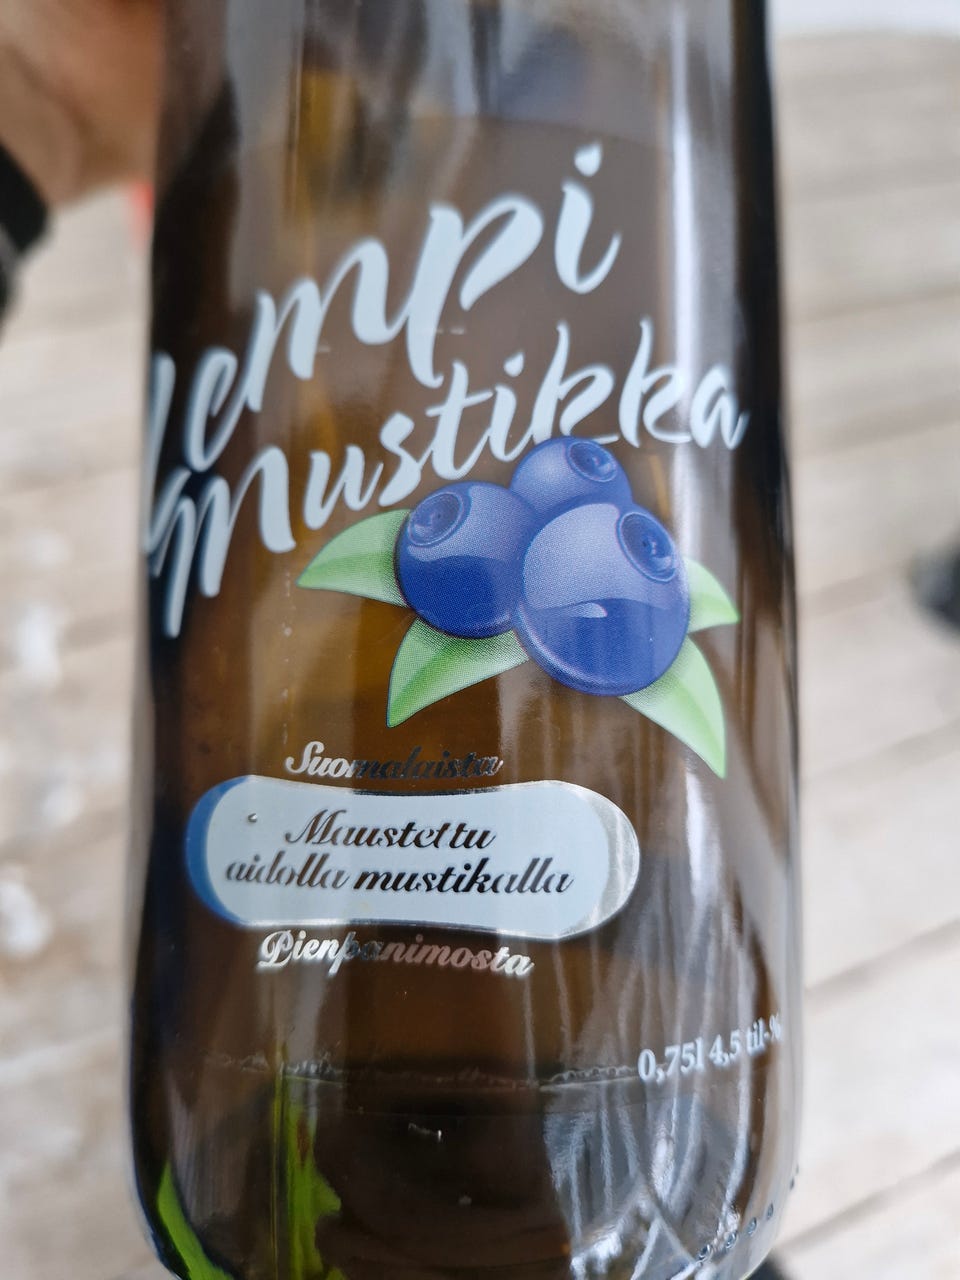 Lempi
Mustikka
Suomalaista
Maustettu
aidolla mustikalla
Pienpanimosta
0,75l 4,5 til-%